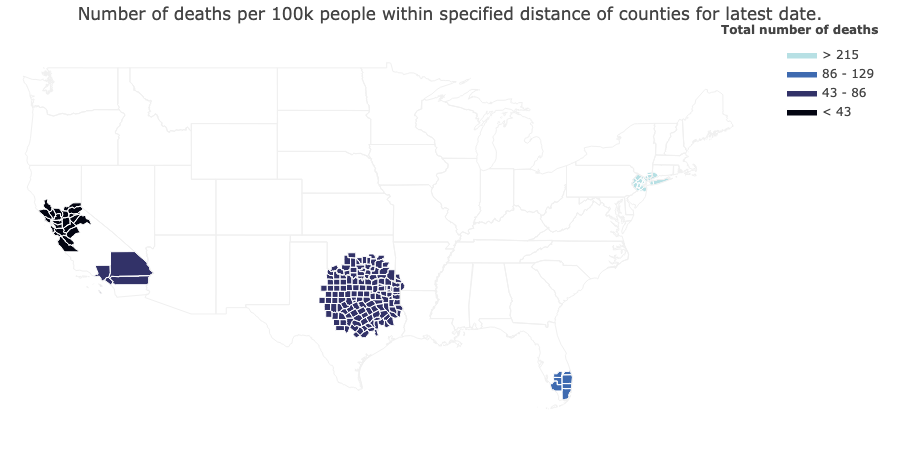 Number of deaths per 100k people within specified distance of counties for latest date.
Total number of deaths
> 215
86 - 129
43 - 86
< 43